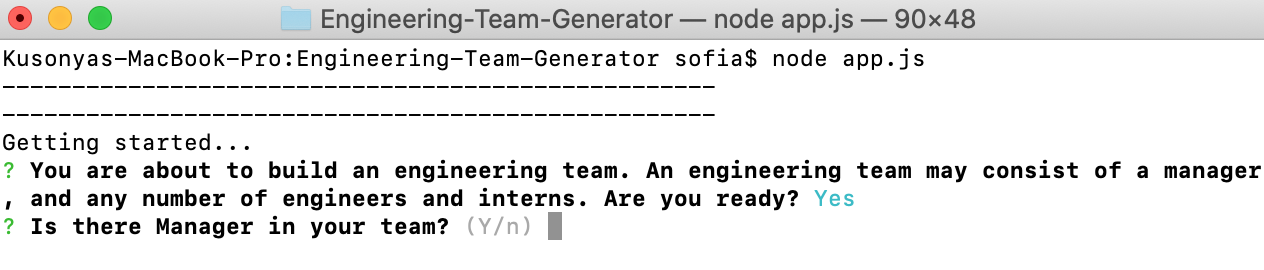 Engineering-Team-Generator — node app.js — 90×48
Kusonyas-MacBook-Pro:Engineering-Team-Generator sofia$ node app.js
---------------------------------------------------
---------------------------------------------------
Getting started...
? You are about to build an engineering team. An engineering team may consist of a manager
, and any number of engineers and interns. Are you ready? Yes
? Is there Manager in your team? (Y/n)